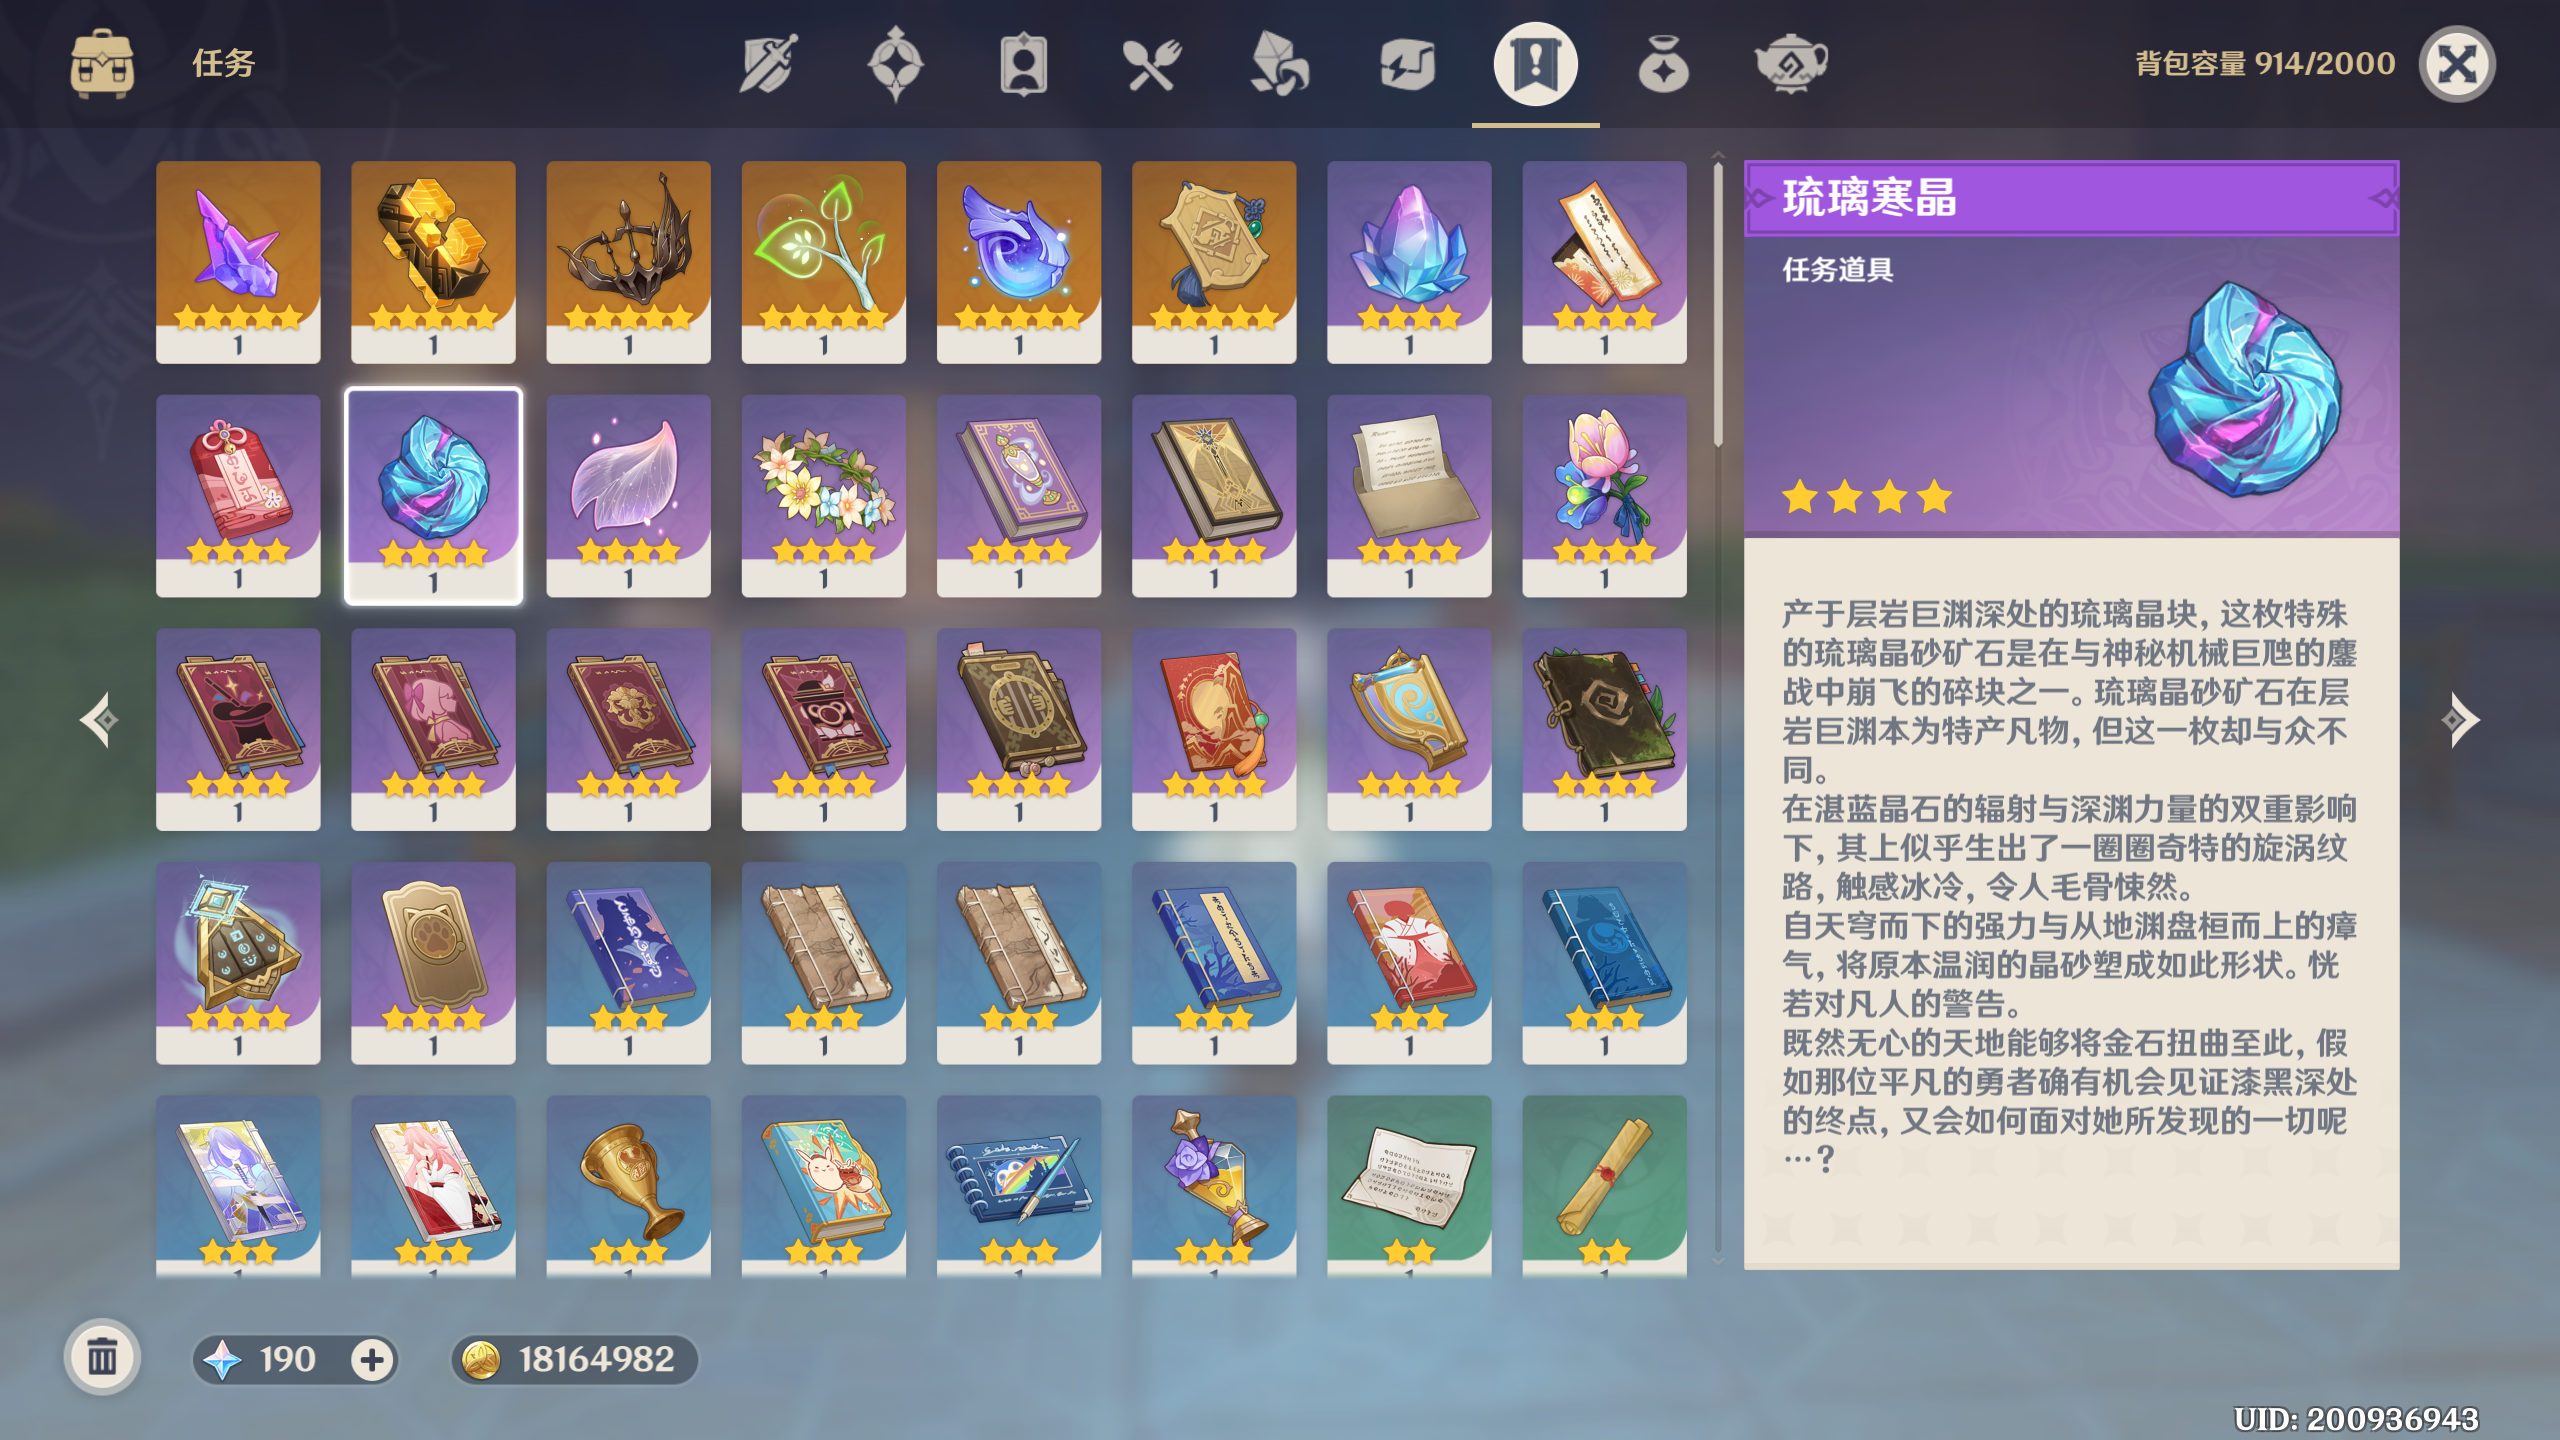 任务
背包容量 914/2000
1 1 1 1 1 1 1 1
1 1 1 1 1 1 1 1
1 1 1 1 1 1 1 1
1 1 1 1 1 1 1 1
琉璃寒晶
任务道具
产于层岩巨渊深处的琉璃晶块, 这枚特殊
的琉璃晶砂矿石是在与神秘机械巨虺的鏖
战中崩飞的碎块之一。琉璃晶砂矿石在层
岩巨渊本为特产凡物, 但这一枚却与众不
同。
在湛蓝晶石的辐射与深渊力量的双重影响
下, 其上似乎生出了一圈圈奇特的旋涡纹
路, 触感冰冷, 令人毛骨悚然。
自天穹而下的强力与从地渊盘桓而上的瘴
气, 将原本温润的晶砂塑成如此形状。恍
若对凡人的警告。
既然无心的天地能够将金石扭曲至此, 假
如那位平凡的勇者确有机会见证漆黑深处
的终点, 又会如何面对她所发现的一切呢
…?
190
18164982
UID: 200936943